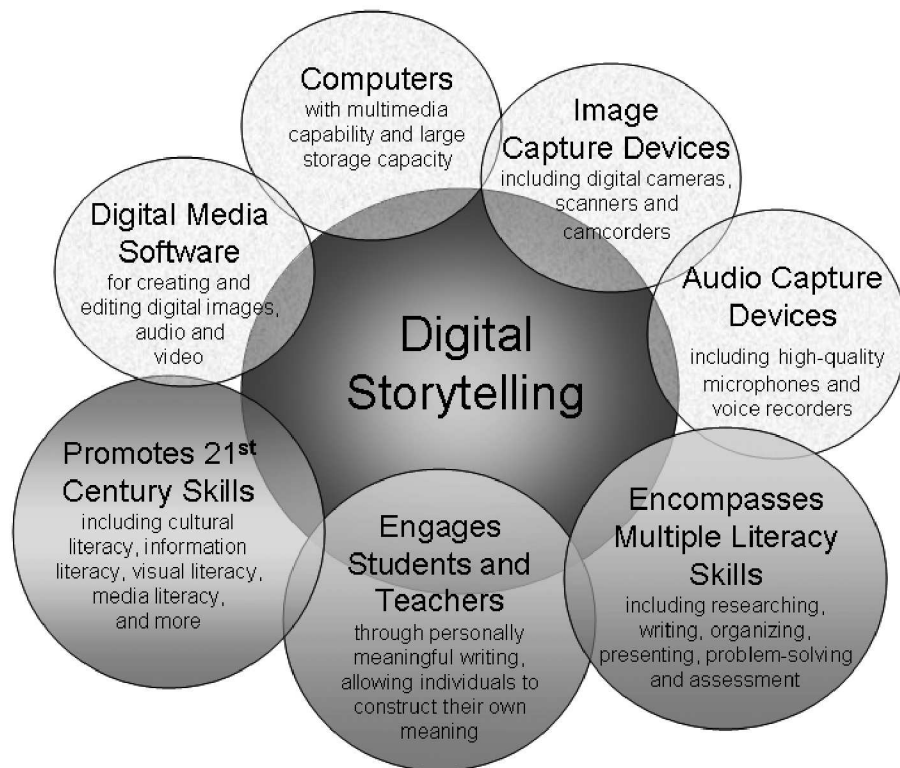 Computers
with multimedia
capability and large
storage capacity
Image
Capture Devices
including digital cameras,
scanners and
camcorders
Digital Media
Software
for creating and
editing digital images,
audio and
video
Audio Capture
Devices
including high-quality
microphones and
voice recorders
Digital
Storytelling
Promotes 21st
Century Skills
including cultural
literacy, information
literacy, visual literacy,
media literacy,
and more
Engages
Students and
Teachers
through personally
meaningful writing,
allowing individuals to
construct their own
meaning
Encompasses
Multiple Literacy
Skills
including researching,
writing, organizing,
presenting, problem-solving
and assessment